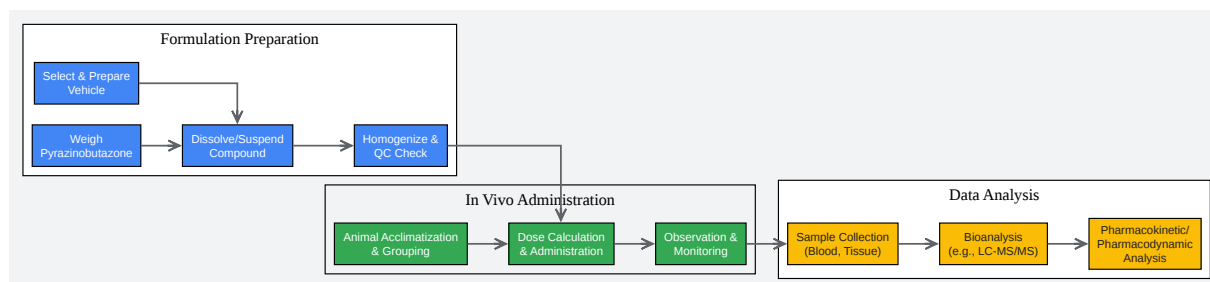 Formulation Preparation
Select & Prepare
Vehicle
Weigh
Pyrazinobutazone
Dissolve/Suspend
Compound
Homogenize &
QC Check
In Vivo Administration
Animal Acclimatization
& Grouping
Dose Calculation
& Administration
Observation &
Monitoring
Data Analysis
Sample Collection
(Blood, Tissue)
Bioanalysis
(e.g., LC-MS/MS)
Pharmacokinetic/
Pharmacodynamic
Analysis